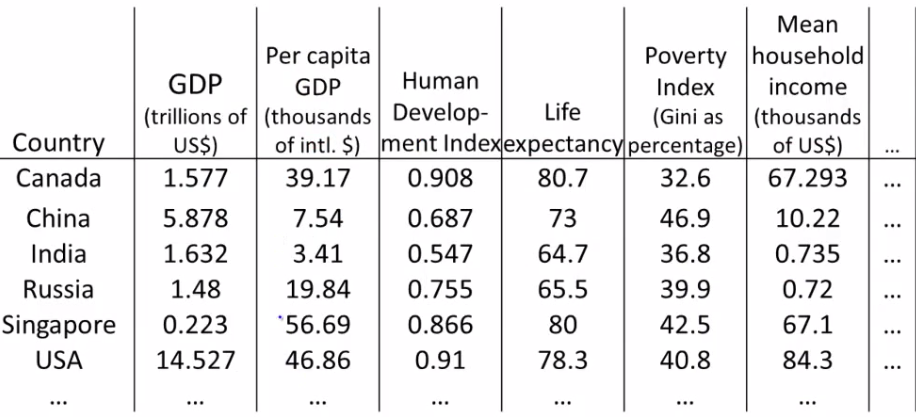 Country | GDP (trillions of US$) | Per capita GDP (thousands of intl. $) | Human Develop-ment Index | Life expectancy | Poverty Index (Gini as percentage) | Mean household income (thousands of US$) | ...
Canada | 1.577 | 39.17 | 0.908 | 80.7 | 32.6 | 67.293 | ...
China | 5.878 | 7.54 | 0.687 | 73 | 46.9 | 10.22 | ...
India | 1.632 | 3.41 | 0.547 | 64.7 | 36.8 | 0.735 | ...
Russia | 1.48 | 19.84 | 0.755 | 65.5 | 39.9 | 0.72 | ...
Singapore | 0.223 | 56.69 | 0.866 | 80 | 42.5 | 67.1 | ...
USA | 14.527 | 46.86 | 0.91 | 78.3 | 40.8 | 84.3 | ...
... | ... | ... | ... | ... | ... | ...